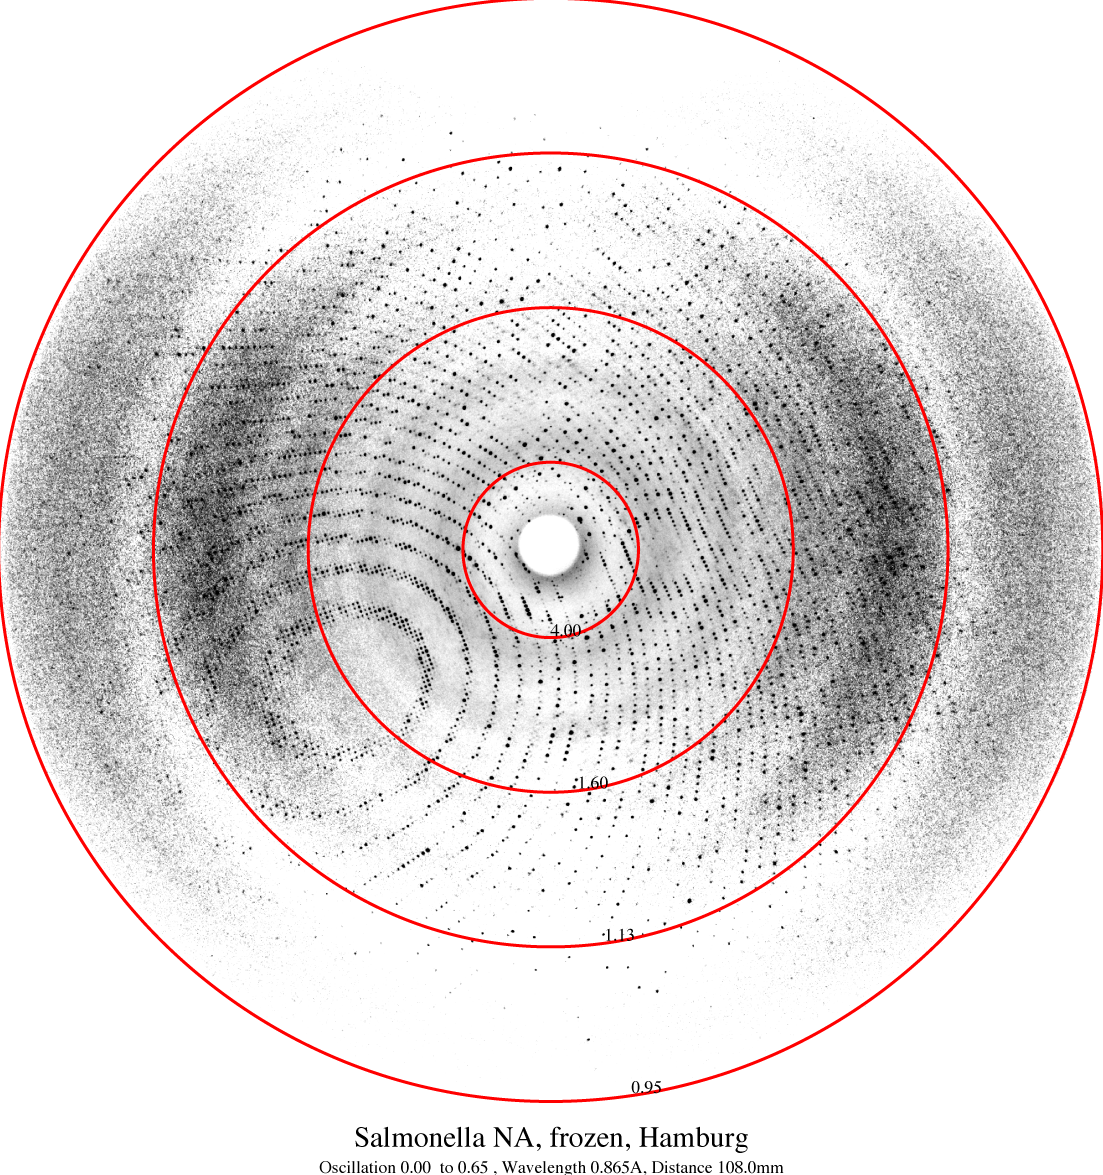 4.00
1.60
1.13
0.95
Salmonella NA, frozen, Hamburg
Oscillation 0.00 to 0.65 , Wavelength 0.865A, Distance 108.0mm